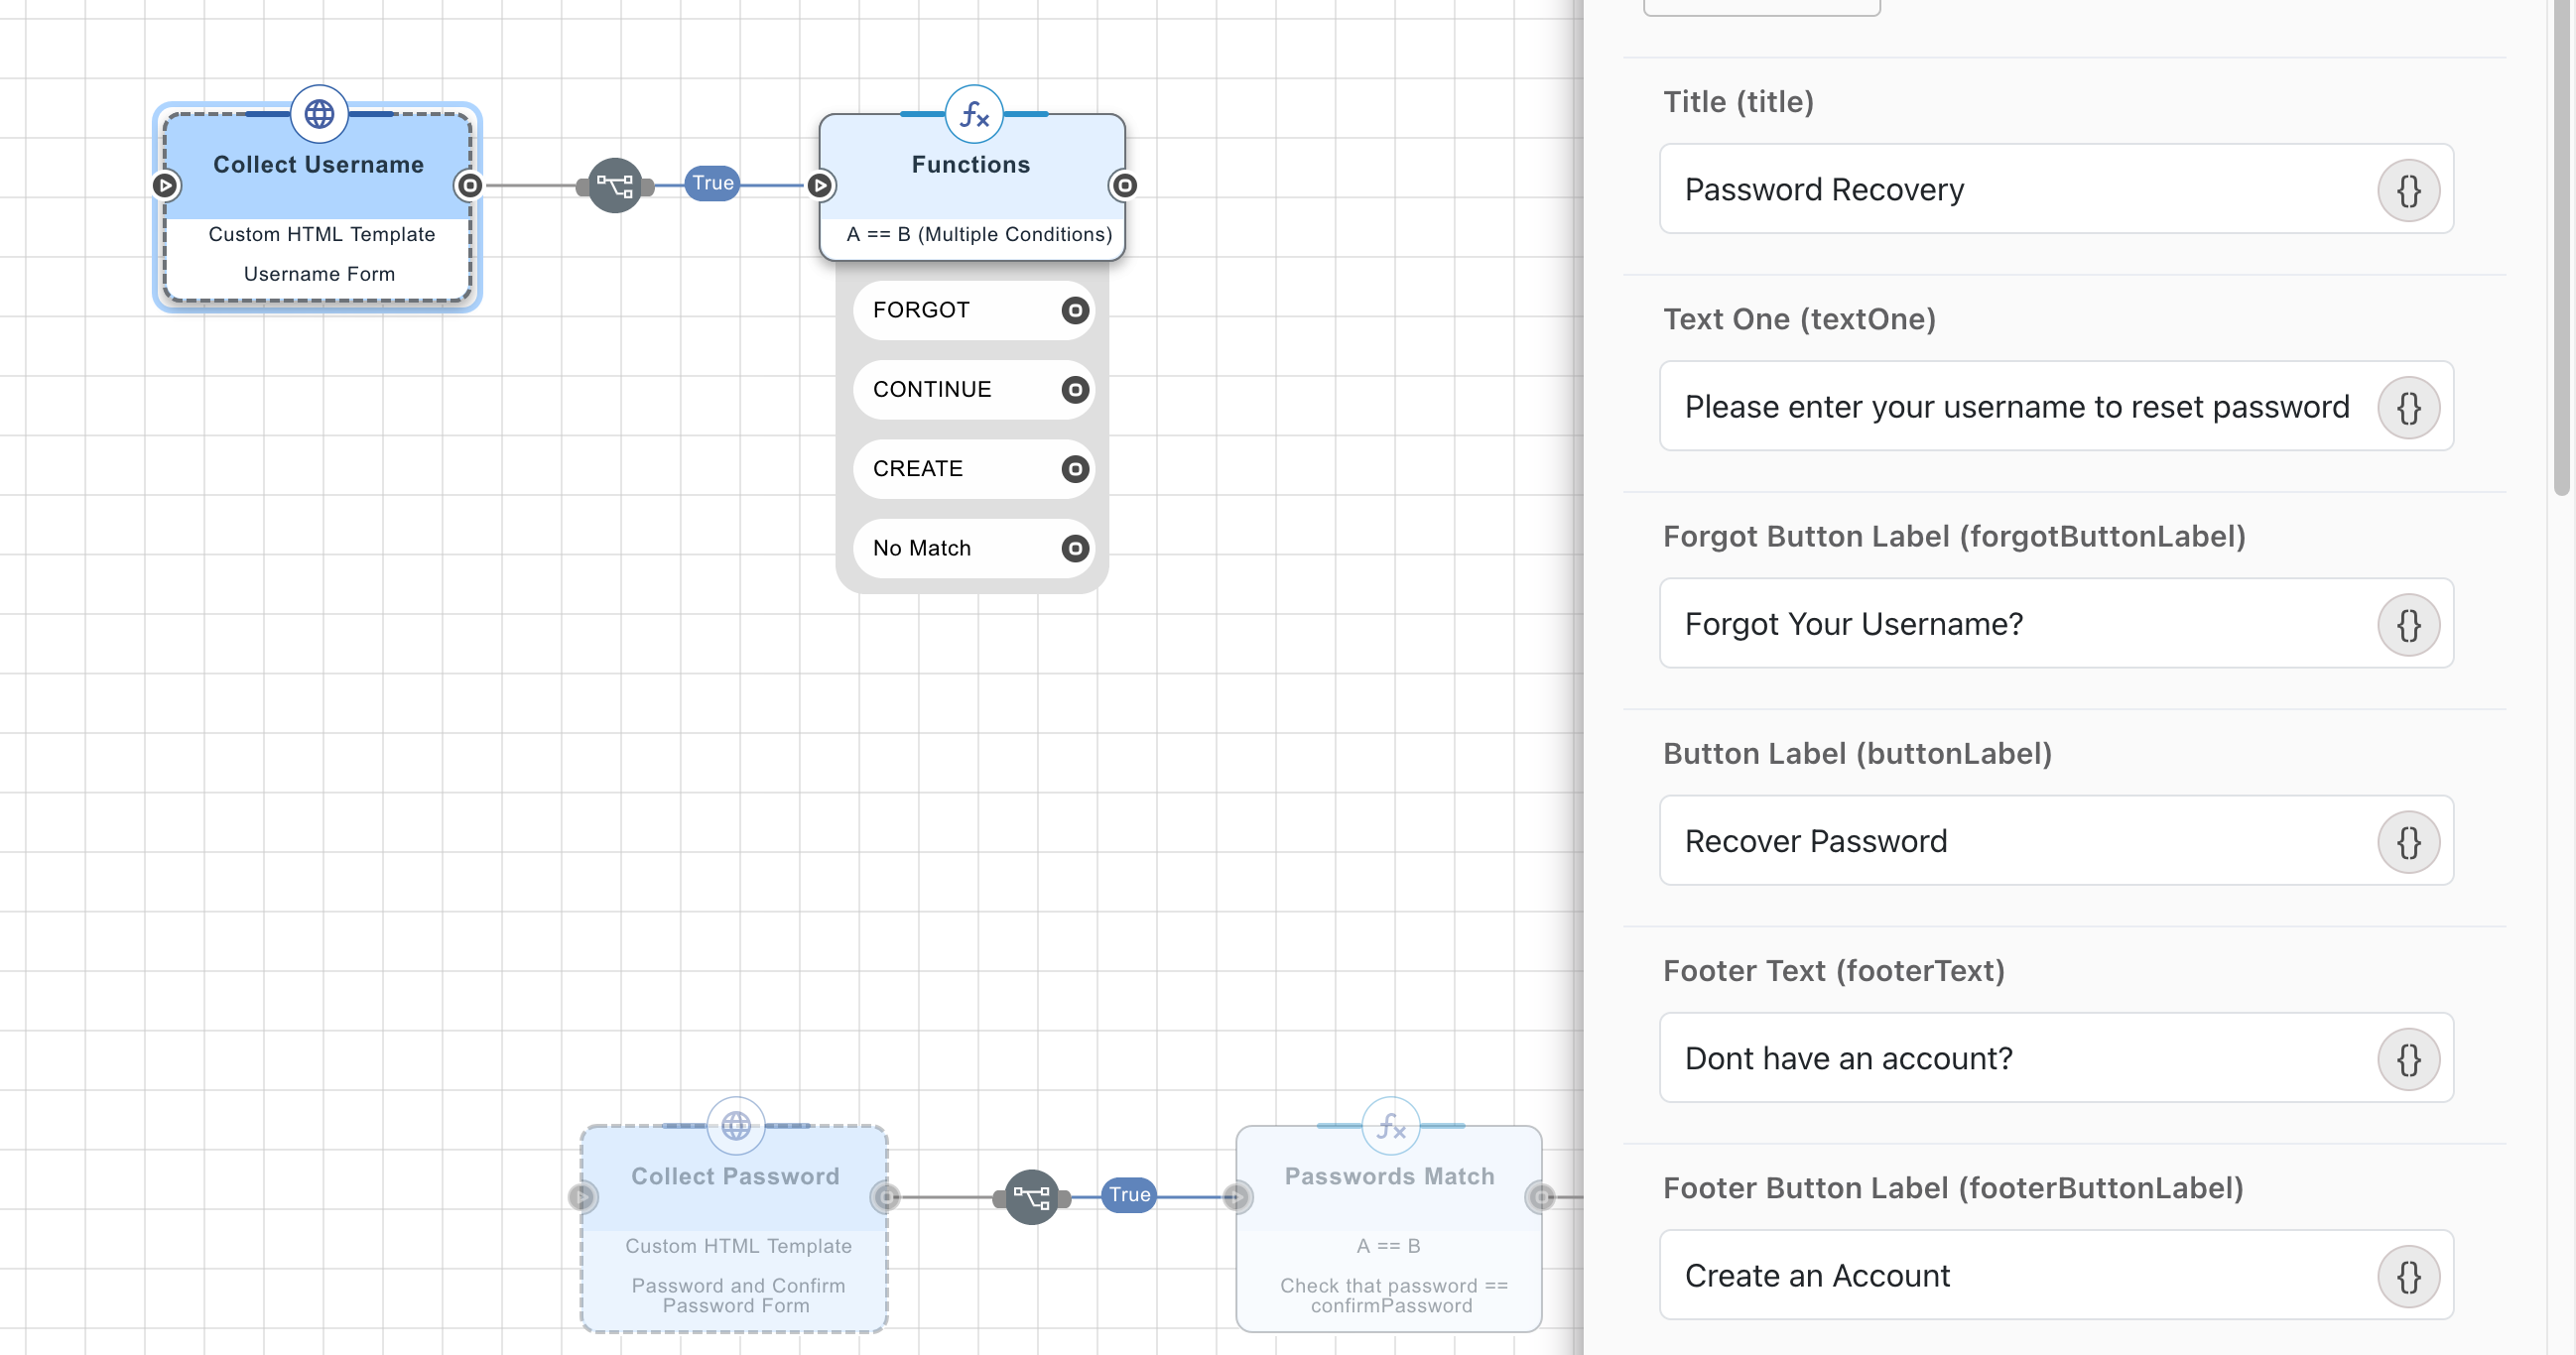 Collect Username
Custom HTML Template
Username Form
True
Functions
A == B (Multiple Conditions)
FORGOT
CONTINUE
CREATE
No Match
Collect Password
Custom HTML Template
Password and Confirm
Password Form
True
Passwords Match
A == B
Check that password ==
confirmPassword
Title (title)
Password Recovery
{}
Text One (textOne)
Please enter your username to reset password
{}
Forgot Button Label (forgotButtonLabel)
Forgot Your Username?
{}
Button Label (buttonLabel)
Recover Password
{}
Footer Text (footerText)
Dont have an account?
{}
Footer Button Label (footerButtonLabel)
Create an Account
{}